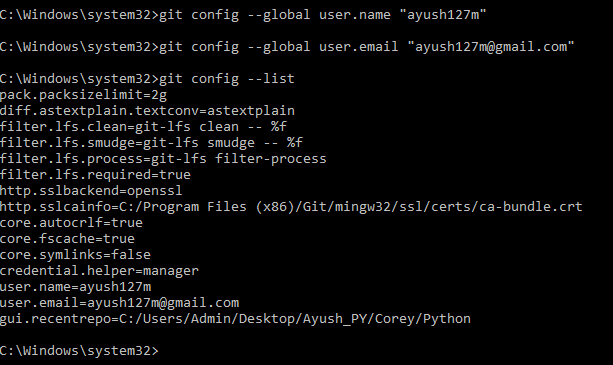 C:\Windows\system32>git config --global user.name "ayush127m"
C:\Windows\system32>git config --global user.email "ayush127m@gmail.com"
C:\Windows\system32>git config --list
pack.packsizelimit=2g
diff.astextplain.textconv=astextplain
filter.lfs.clean=git-lfs clean -- %f
filter.lfs.smudge=git-lfs smudge -- %f
filter.lfs.process=git-lfs filter-process
filter.lfs.required=true
http.sslbackend=openssl
http.sslcainfo=C:/Program Files (x86)/Git/mingw32/ssl/certs/ca-bundle.crt
core.autocrlf=true
core.fscache=true
core.symlinks=false
credential.helper=manager
user.name=ayush127m
user.email=ayush127m@gmail.com
gui.recentrepo=C:/Users/Admin/Desktop/Ayush_PY/Corey/Python
C:\Windows\system32>